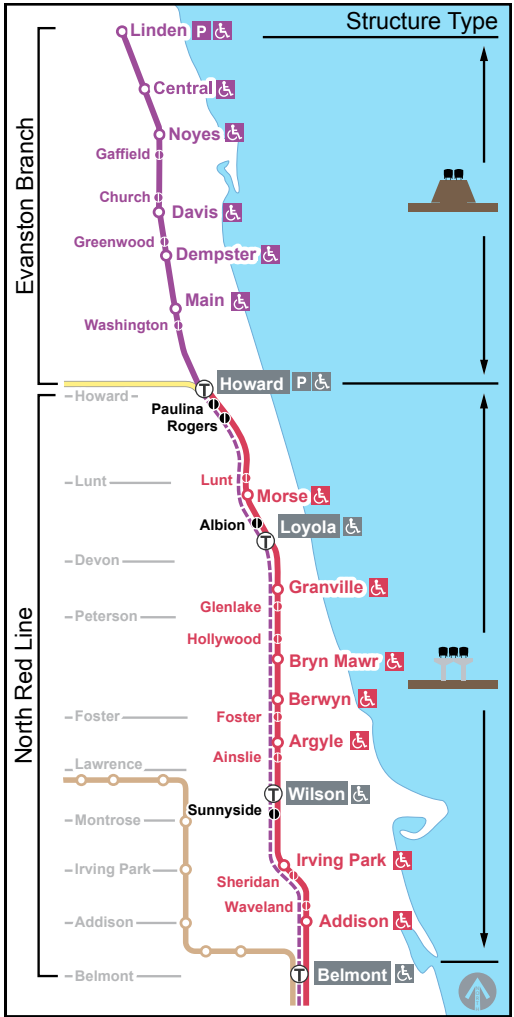 Structure Type
Linden P
Central
Noyes
Gaffield
Church
Davis
Greenwood
Dempster
Main
Washington
Evanston Branch
Howard P
Howard
Paulina
Rogers
Lunt
Lunt
Morse
Albion
Loyola
Devon
Granville
Glenlake
Peterson
Hollywood
Bryn Mawr
Berwyn
Foster
Foster
Argyle
Ainslie
Lawrence
Wilson
Sunnyside
Montrose
Irving Park
Irving Park
Sheridan
Waveland
Addison
Addison
Belmont
Belmont
North Red Line
T
T
T
T